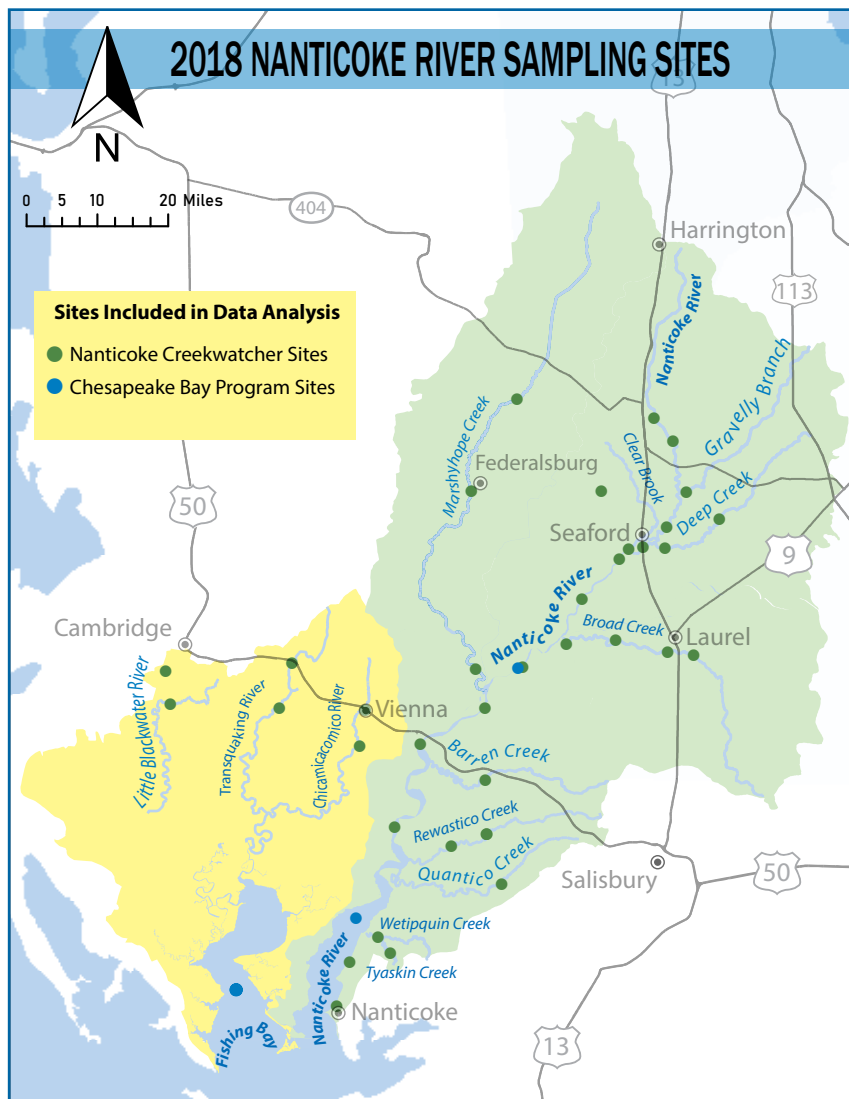 2018 NANTICOKE RIVER SAMPLING SITES
13
N
0 5 10 20 Miles
404
Harrington
113
Nanticoke River
Sites Included in Data Analysis
Nanticoke Creekwatcher Sites
Chesapeake Bay Program Sites
Gravelly Branch
Marshyhope Creek
Clear Brook
Federalsburg
50
Deep Creek
Seaford
9
Nanticoke River
Broad Creek
Cambridge
Laurel
Little Blackwater River
Transquaking River
Chicamicacomico River
Vienna
Barren Creek
Rewastico Creek
Quantico Creek
Salisbury
50
Wetipquin Creek
Nanticoke River
Tyaskin Creek
Nanticoke
Fishing Bay
13